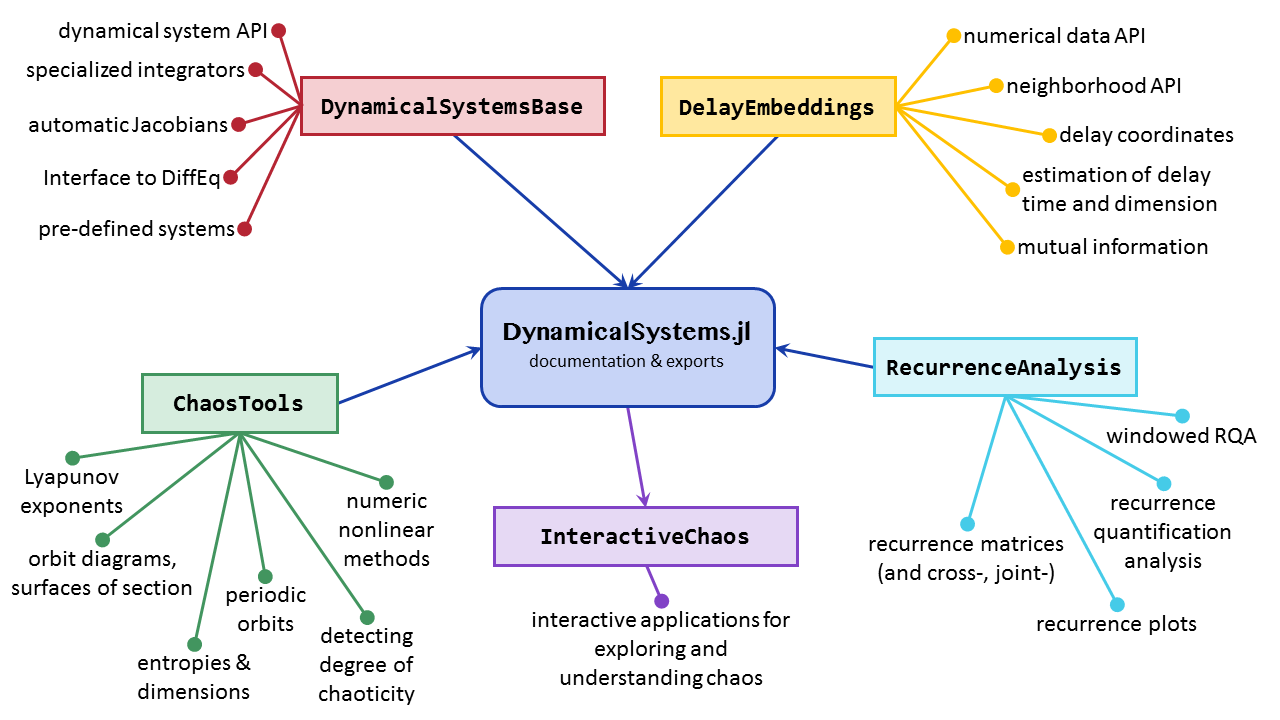 dynamical system API
specialized integrators
automatic Jacobians
Interface to DiffEq
pre-defined systems
DynamicalSystemsBase
DelayEmbeddings
numerical data API
neighborhood API
delay coordinates
estimation of delay
time and dimension
mutual information
DynamicalSystems.jl
documentation & exports
ChaosTools
Lyapunov
exponents
orbit diagrams,
surfaces of section
entropies &
dimensions
periodic
orbits
detecting
degree of
chaoticity
numeric
nonlinear
methods
InteractiveChaos
interactive applications for
exploring and
understanding chaos
RecurrenceAnalysis
windowed RQA
recurrence
quantification
analysis
recurrence matrices
(and cross-, joint-)
recurrence plots